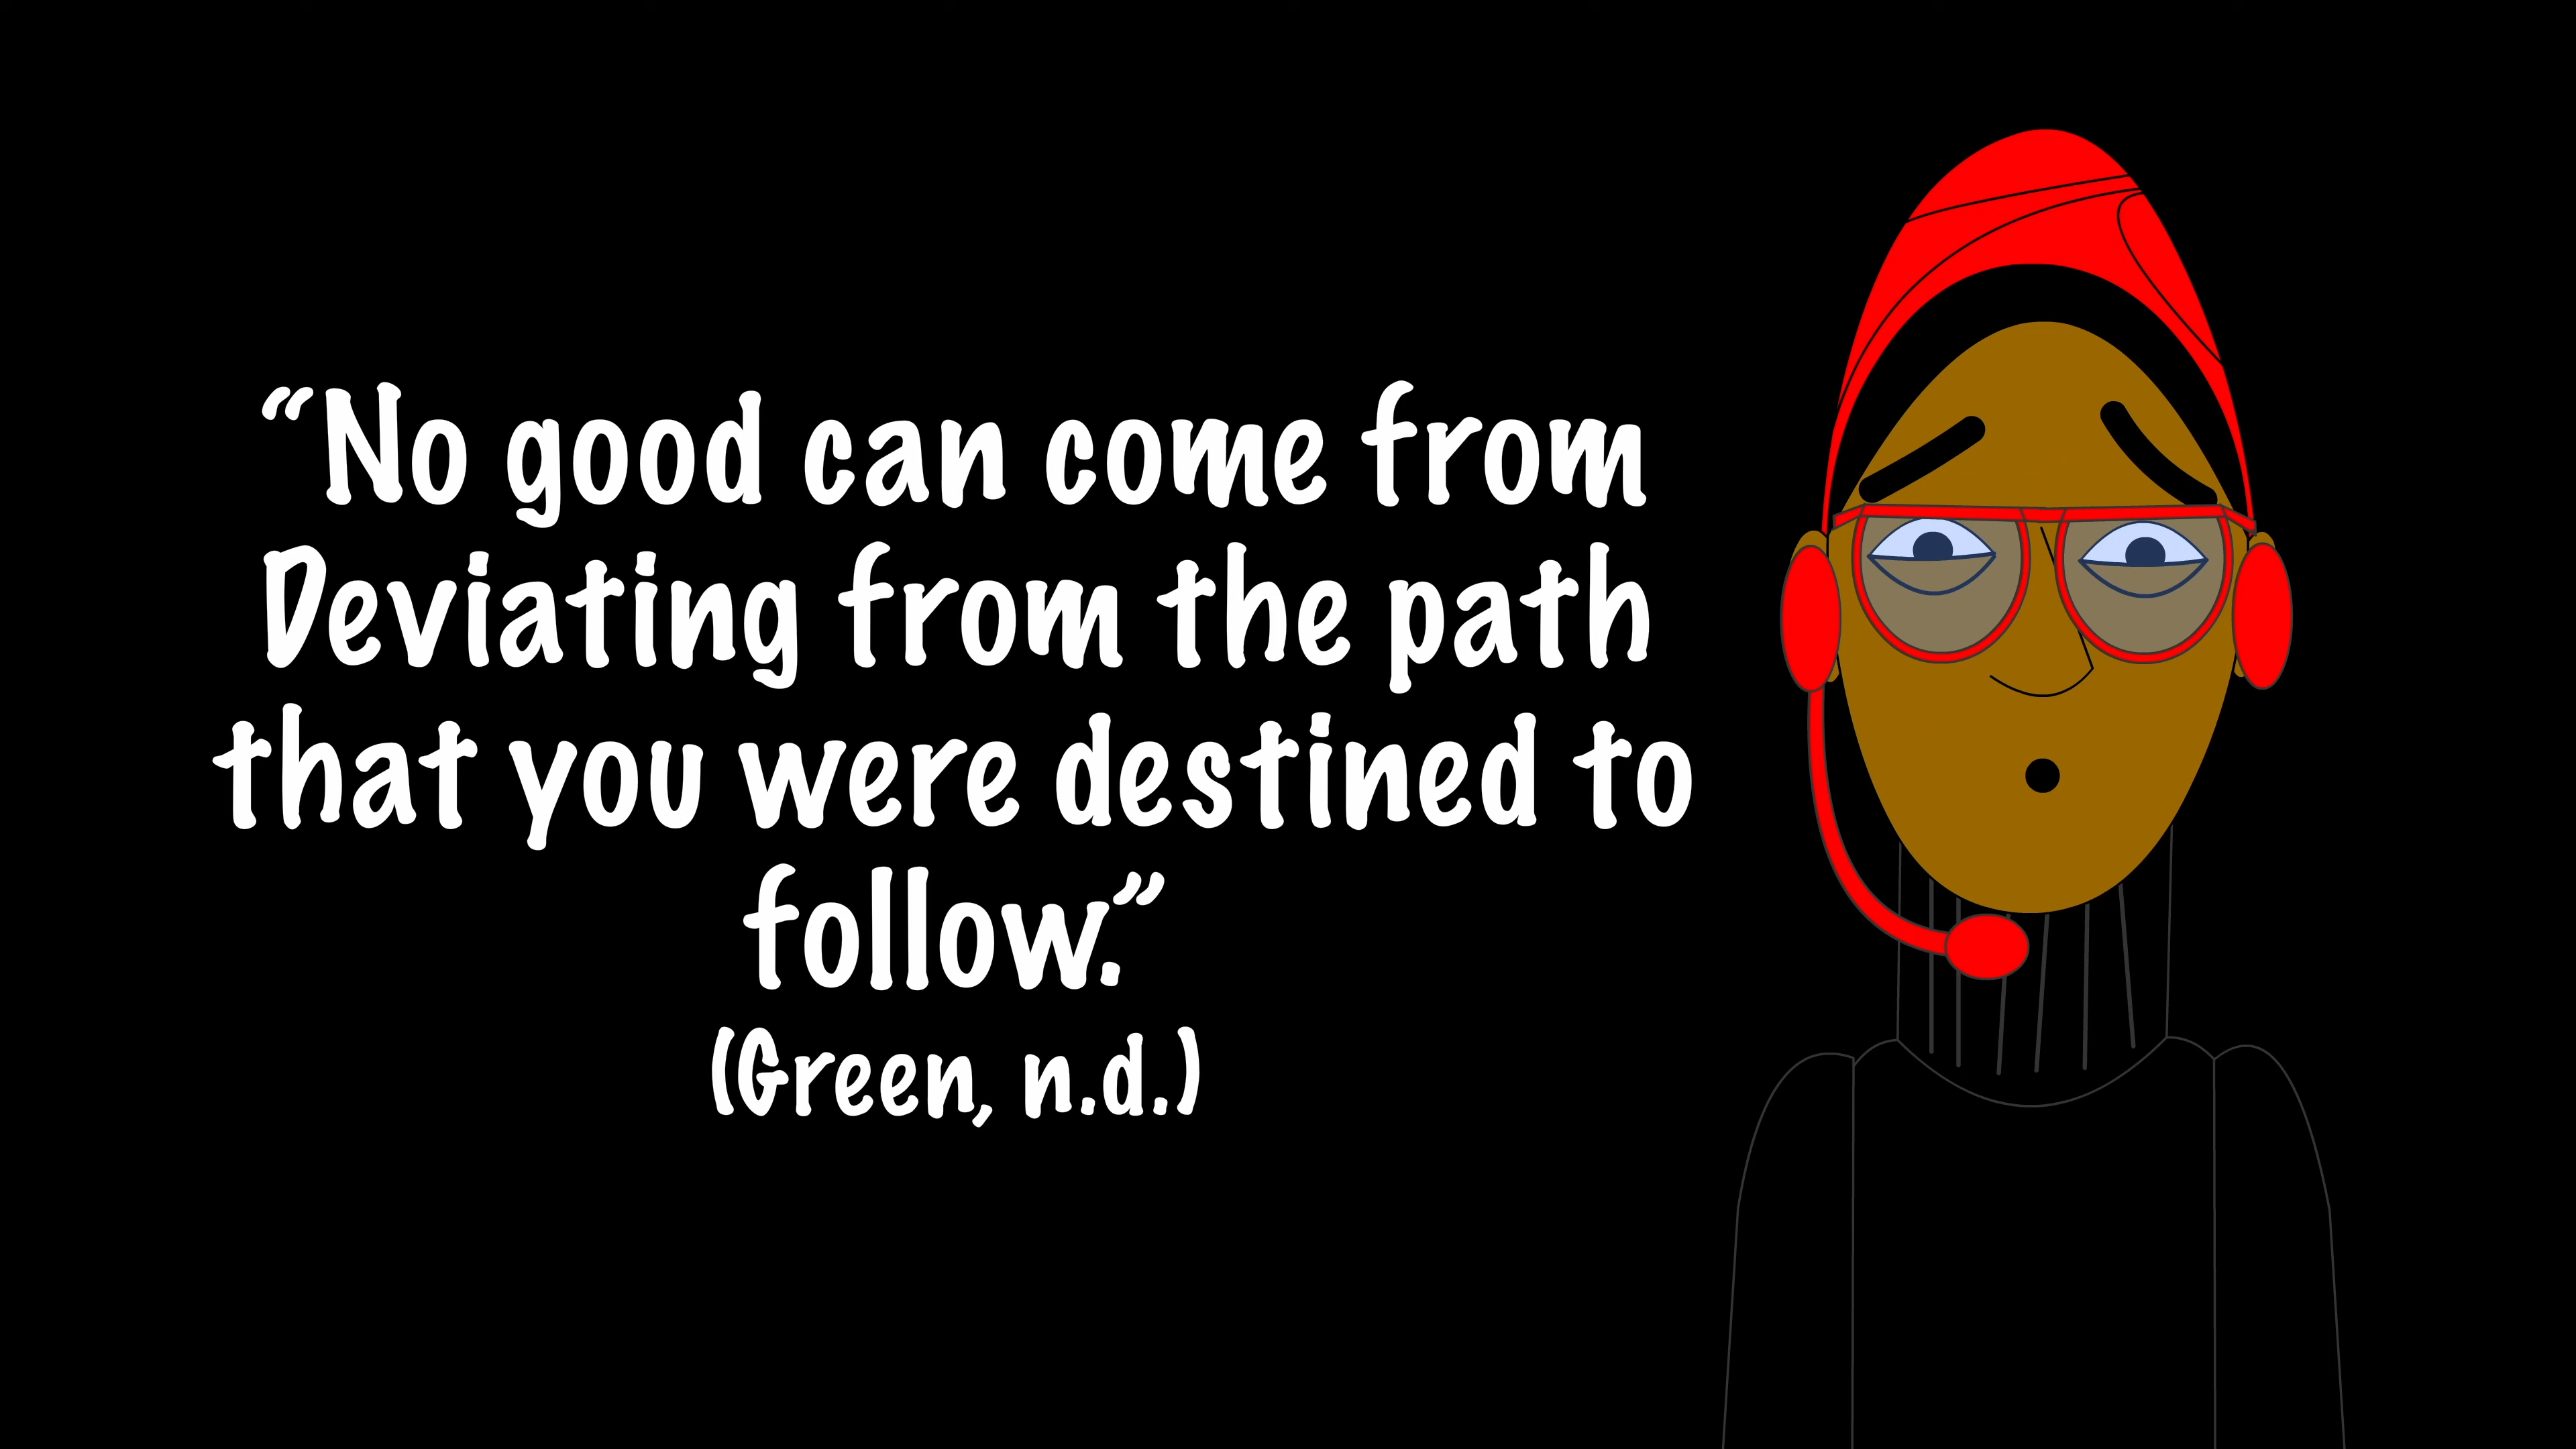 “No good can come from
Deviating from the path
that you were destined to
follow.”
(Green, n.d.)